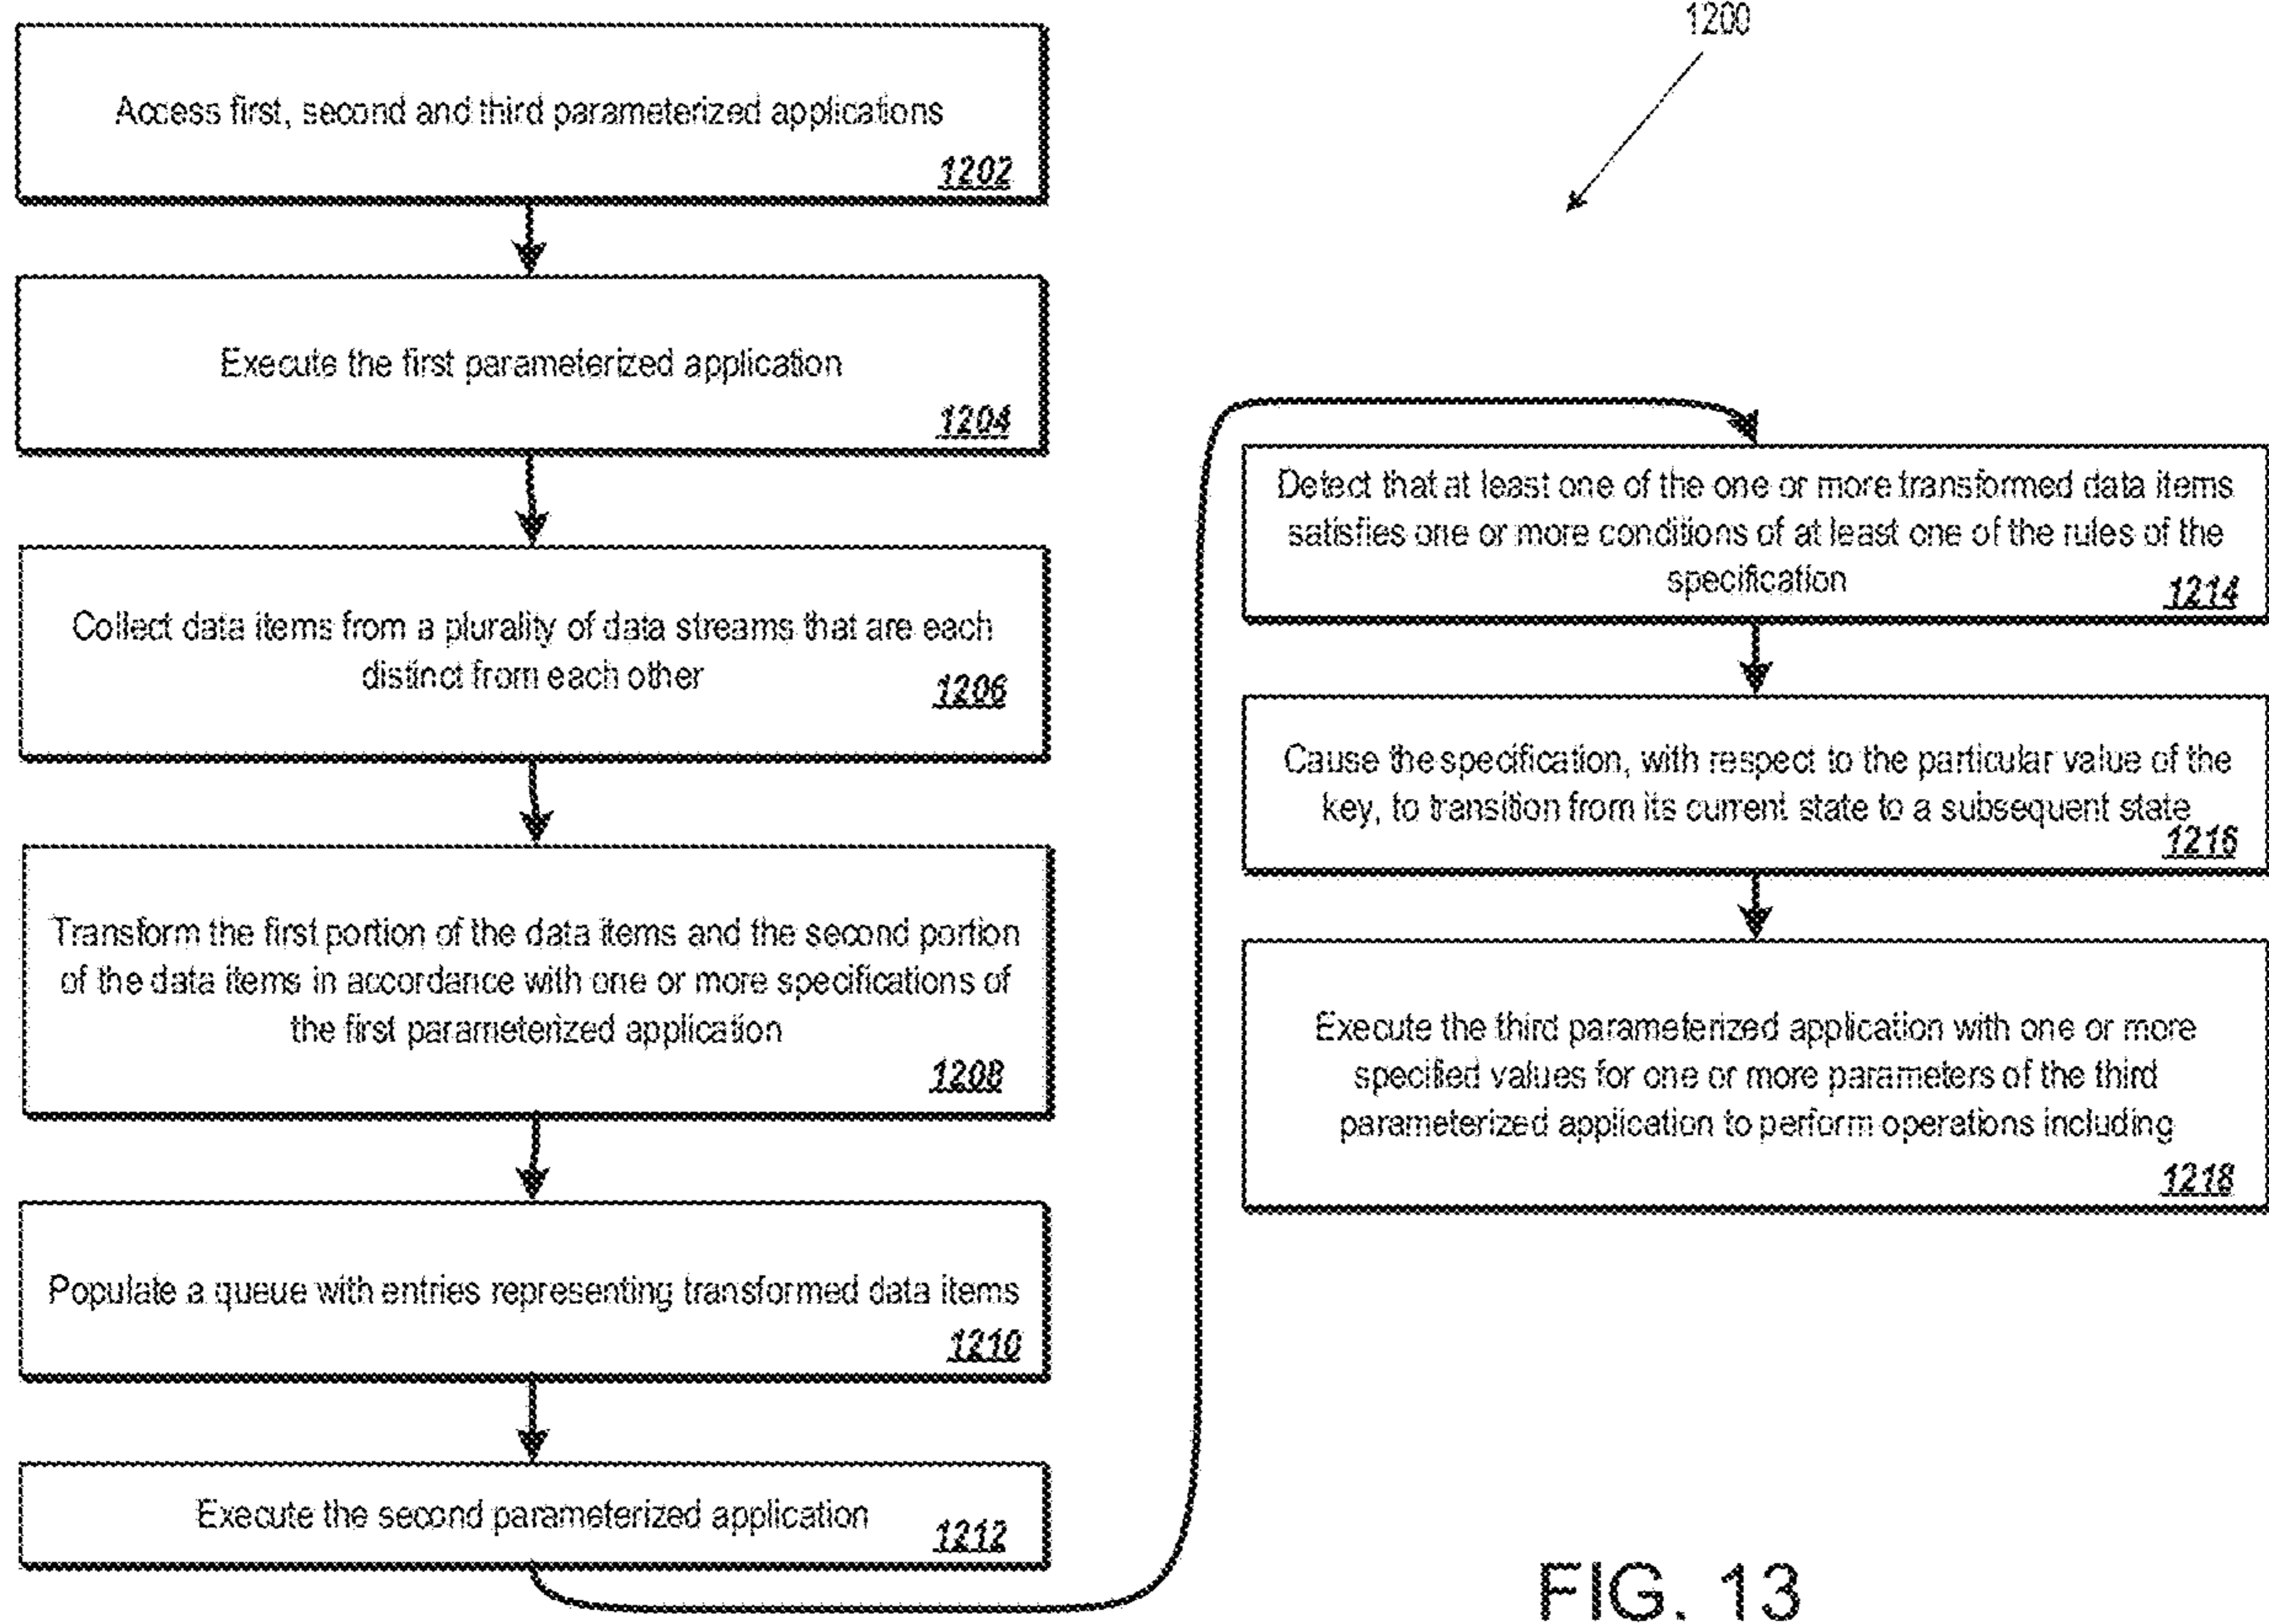 1200
Access first, second and third parameterized applications
1202
Execute the first parameterized application
1204
Collect data items from a plurality of data streams that are each
distinct from each other
1206
Transform the first portion of the data items and the second portion
of the data items in accordance with one or more specifications of
the first parameterized application
1208
Populate a queue with entries representing transformed data items
1210
Execute the second parameterized application
1212
Detect that at least one of the one or more transformed data items
satisfies one or more conditions of at least one of the rules of the
specification
1214
Cause the specification, with respect to the particular value of the
key, to transition from its current state to a subsequent state
1216
Execute the third parameterized application with one or more
specified values for one or more parameters of the third
parameterized application to perform operations including
1218
FIG. 13